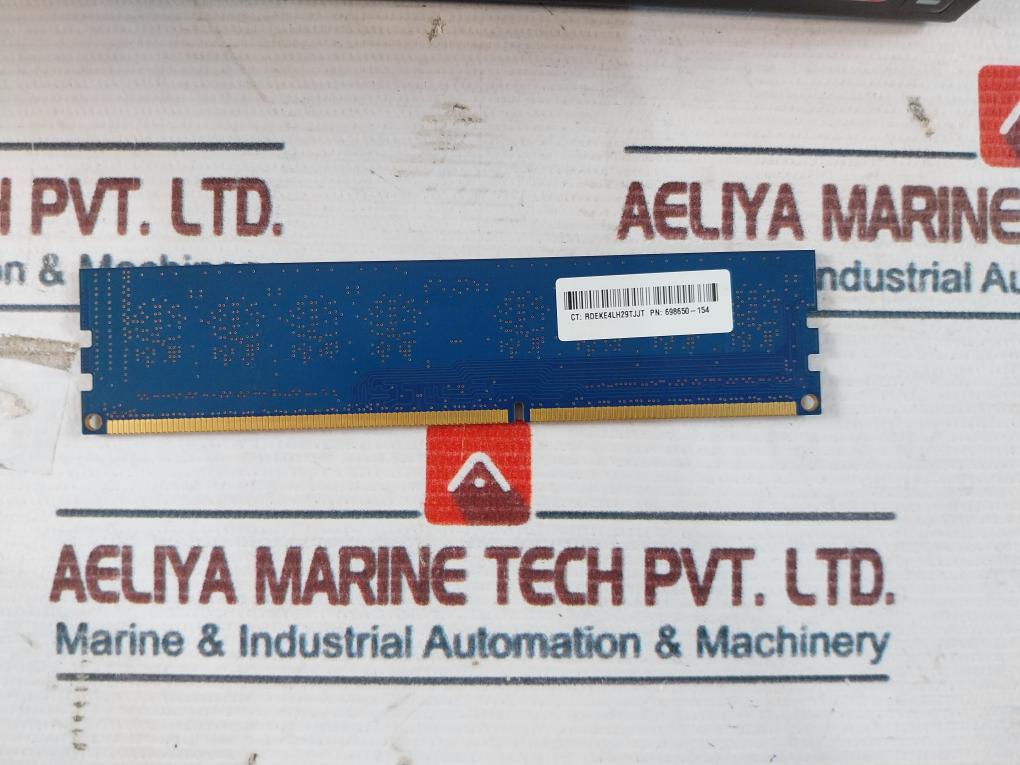 H PVT. LTD.
on & Machinery
AELIYA MARINE
ndustrial Au
CT: RDEKE4LH29TJJT PN: 698650-154
AELIYA MARINE TECH PVT. LTD.
Marine & Industrial Automation & Machinery